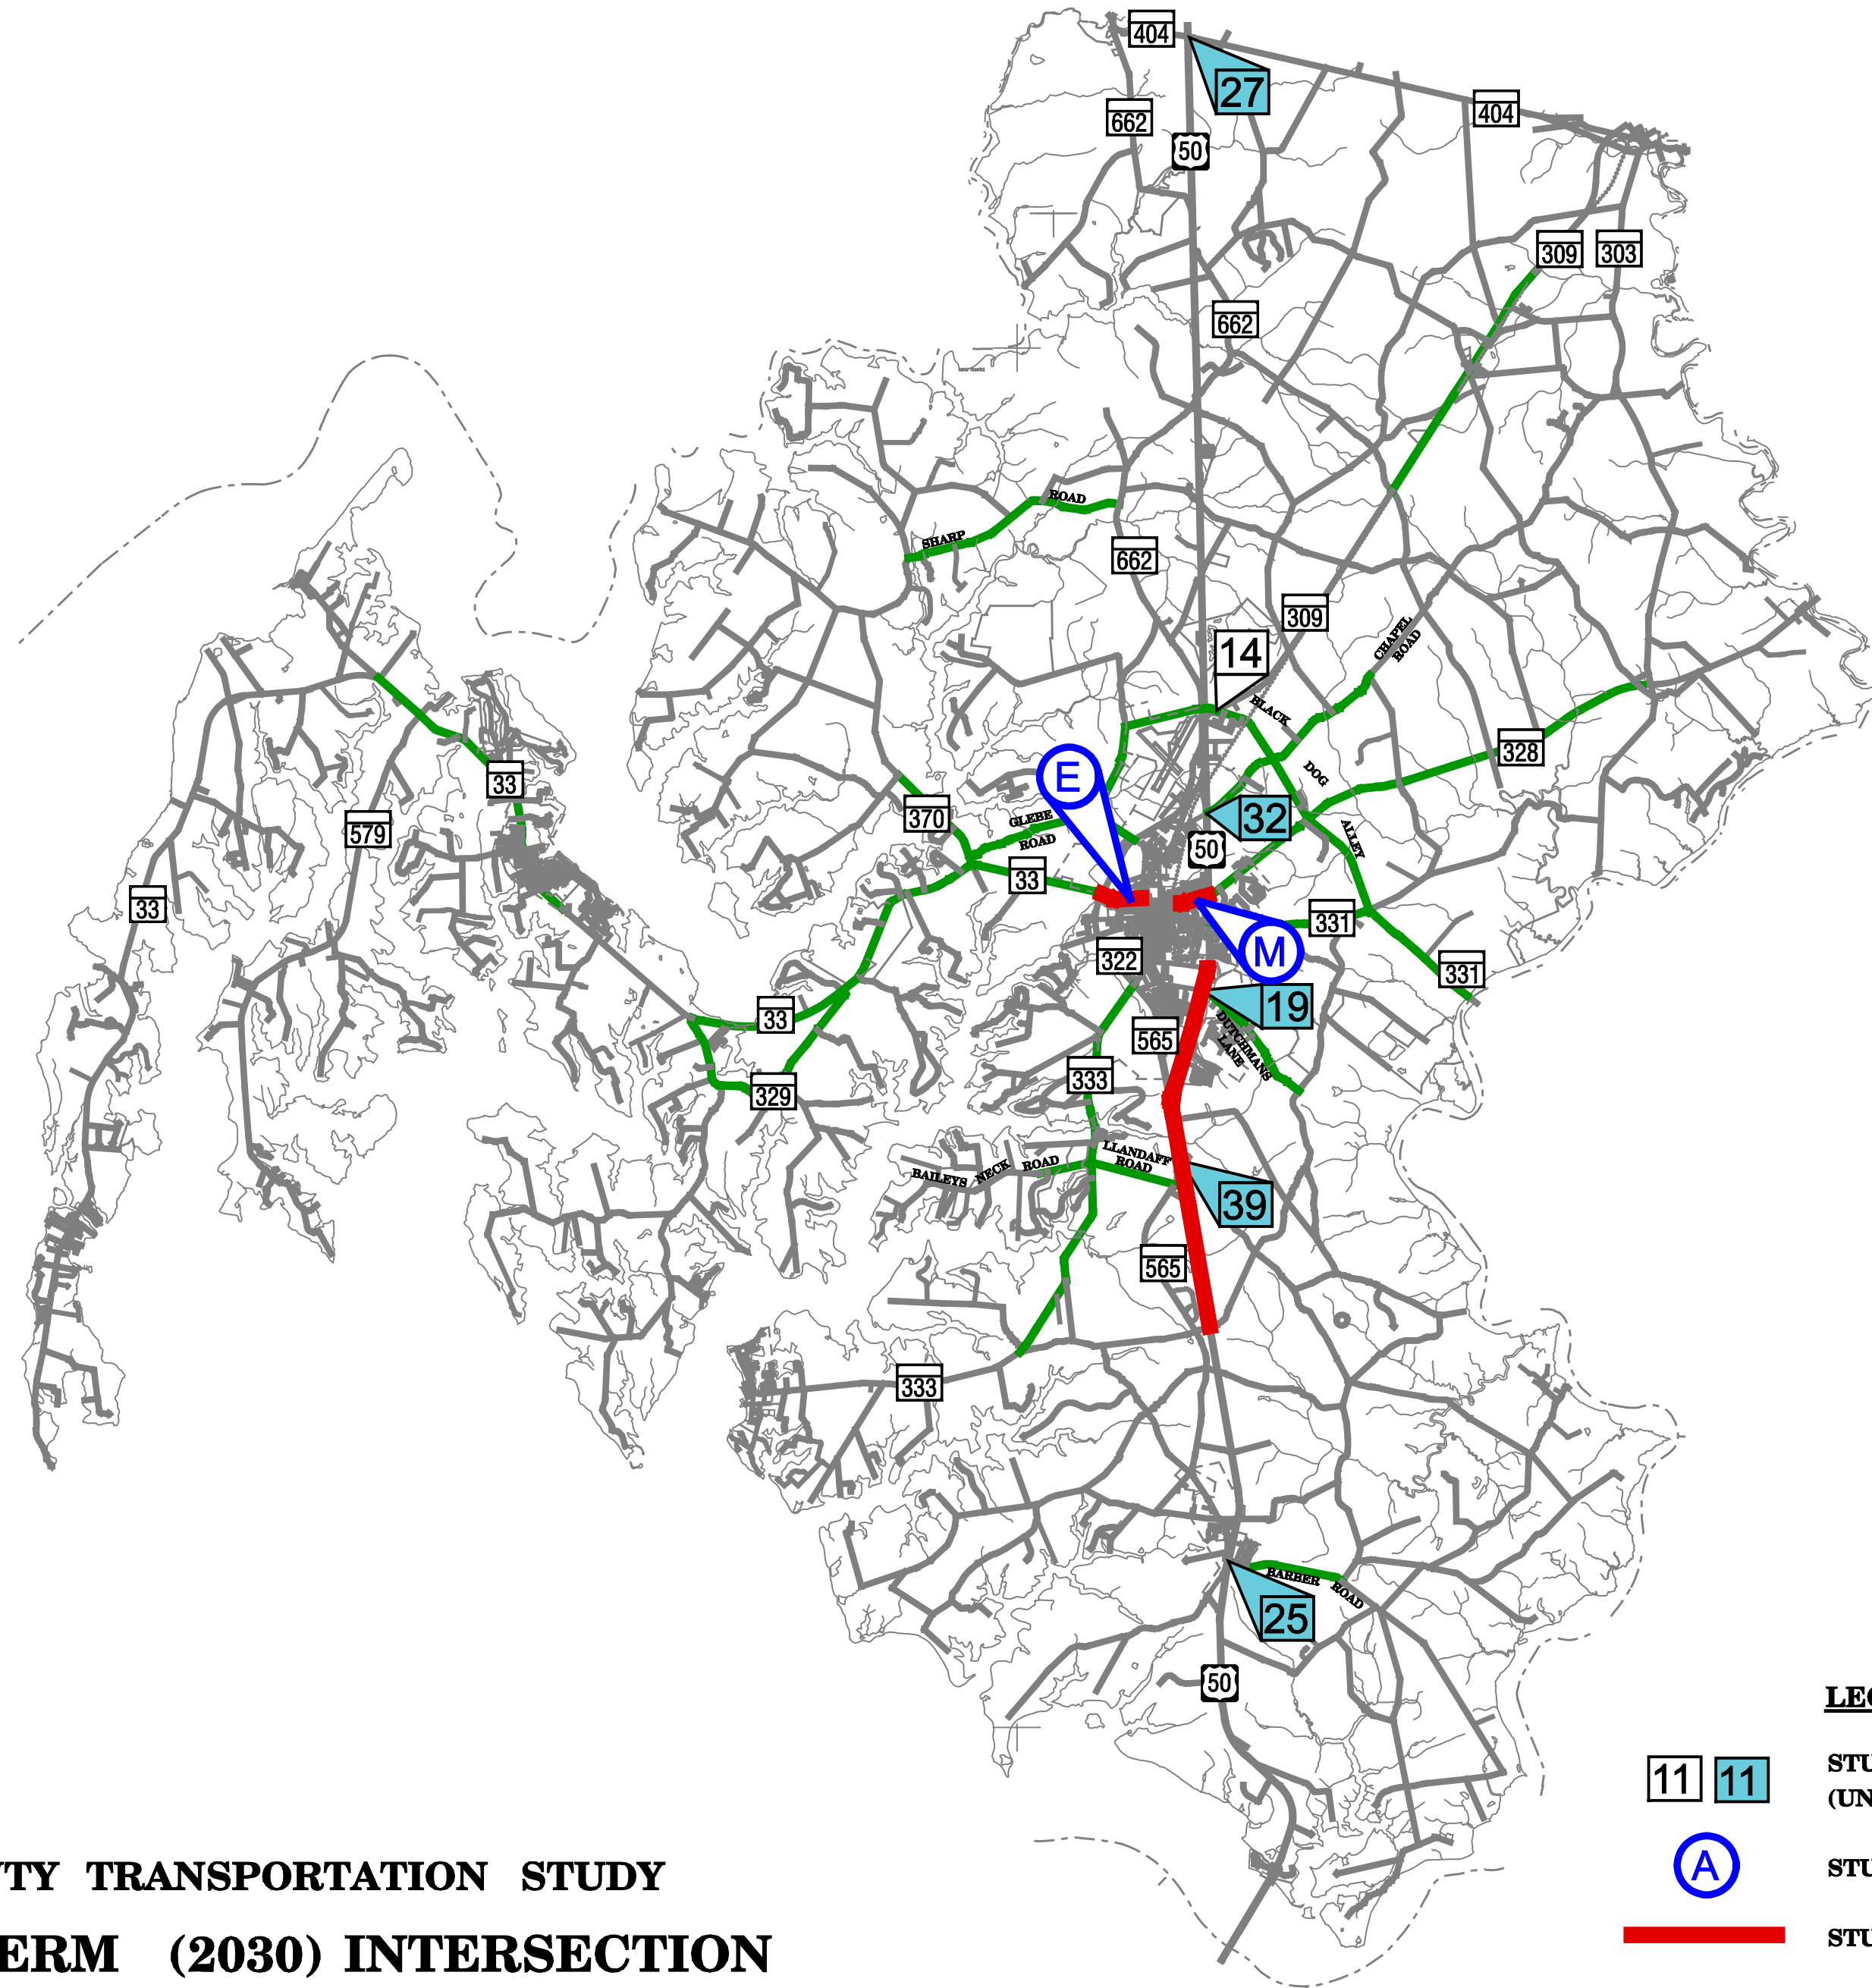 404
27
662
50
404
309
303
662
ROAD
SHARP
662
309
14
CHAPEL
ROAD
BLACK
328
E
33
DOG
370
GLEBE
ROAD
32
579
50
ALLEY
33
33
331
M
322
331
19
33
565
DUTCHMANS
LANE
333
329
LLANDAFF
ROAD
BAILEYS NECK ROAD
39
565
333
BARBER ROAD
25
50
LEG
11 11 STU
(UN
A STU
STU
TY TRANSPORTATION STUDY
ERM (2030) INTERSECTION